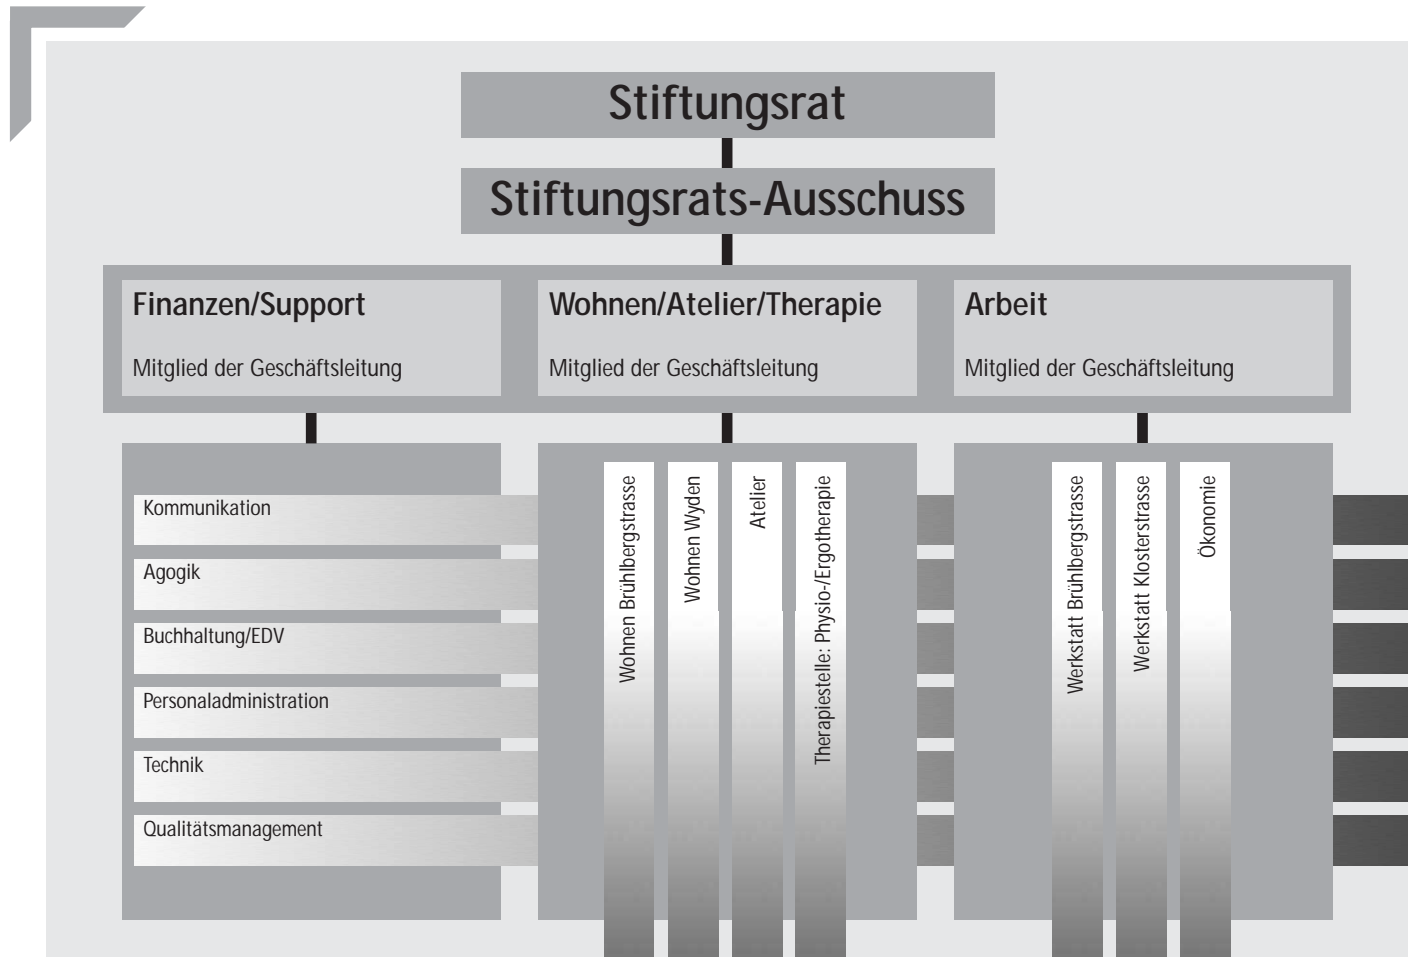 Stiftungsrat
Stiftungsrats-Ausschuss
Finanzen/Support
Mitglied der Geschäftsleitung
Wohnen/Atelier/Therapie
Mitglied der Geschäftsleitung
Arbeit
Mitglied der Geschäftsleitung
Kommunikation
Agogik
Buchhaltung/EDV
Personaladministration
Technik
Qualitätsmanagement
Wohnen Brühlbergstrasse
Wohnen Wyden
Atelier
Therapiestelle: Physio-/Ergotherapie
Werkstatt Brühlbergstrasse
Werkstatt Klosterstrasse
Ökonomie